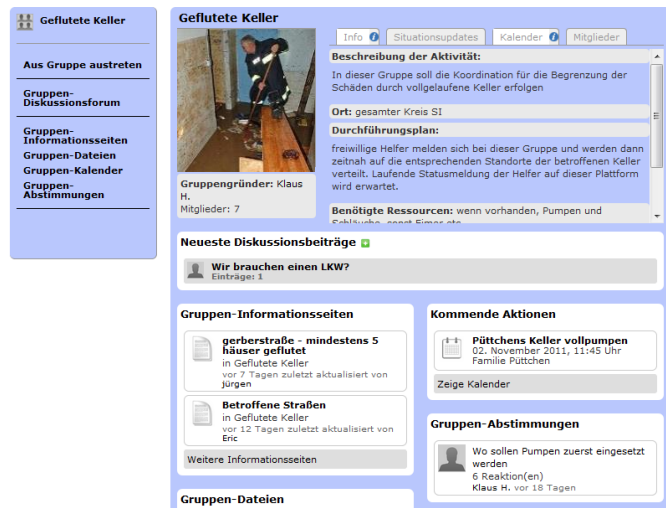 Geflutete Keller
Aus Gruppe austreten
Gruppen-
Diskussionsforum
Gruppen-
Informationsseiten
Gruppen-Dateien
Gruppen-Kalender
Gruppen-
Abstimmungen
Geflutete Keller
Info
Situationsupdates
Kalender
Mitglieder
Gruppengründer: Klaus
H.
Mitglieder: 7
Beschreibung der Aktivität:
In dieser Gruppe soll die Koordination für die Begrenzung der
Schäden durch vollgelaufene Keller erfolgen
Ort: gesamter Kreis SI
Durchführungsplan:
freiwillige Helfer melden sich bei dieser Gruppe und werden dann
zeitnah auf die entsprechenden Standorte der betroffenen Keller
verteilt. Laufende Statusmeldung der Helfer auf dieser Plattform
wird erwartet.
Benötigte Ressourcen: wenn vorhanden, Pumpen und
Schläuche, sonst Eimer etc.
Neueste Diskussionsbeiträge
Wir brauchen einen LKW?
Einträge: 1
Gruppen-Informationsseiten
gerberstraße - mindestens 5
häuser geflutet
in Geflutete Keller
vor 7 Tagen zuletzt aktualisiert von
jürgen
Betroffene Straßen
in Geflutete Keller
vor 12 Tagen zuletzt aktualisiert von
Eric
Weitere Informationsseiten
Gruppen-Dateien
Kommende Aktionen
Püttchens Keller vollpumpen
02. November 2011, 11:45 Uhr
Familie Püttchen
Zeige Kalender
Gruppen-Abstimmungen
Wo sollen Pumpen zuerst eingesetzt
werden
6 Reaktion(en)
Klaus H. vor 18 Tagen